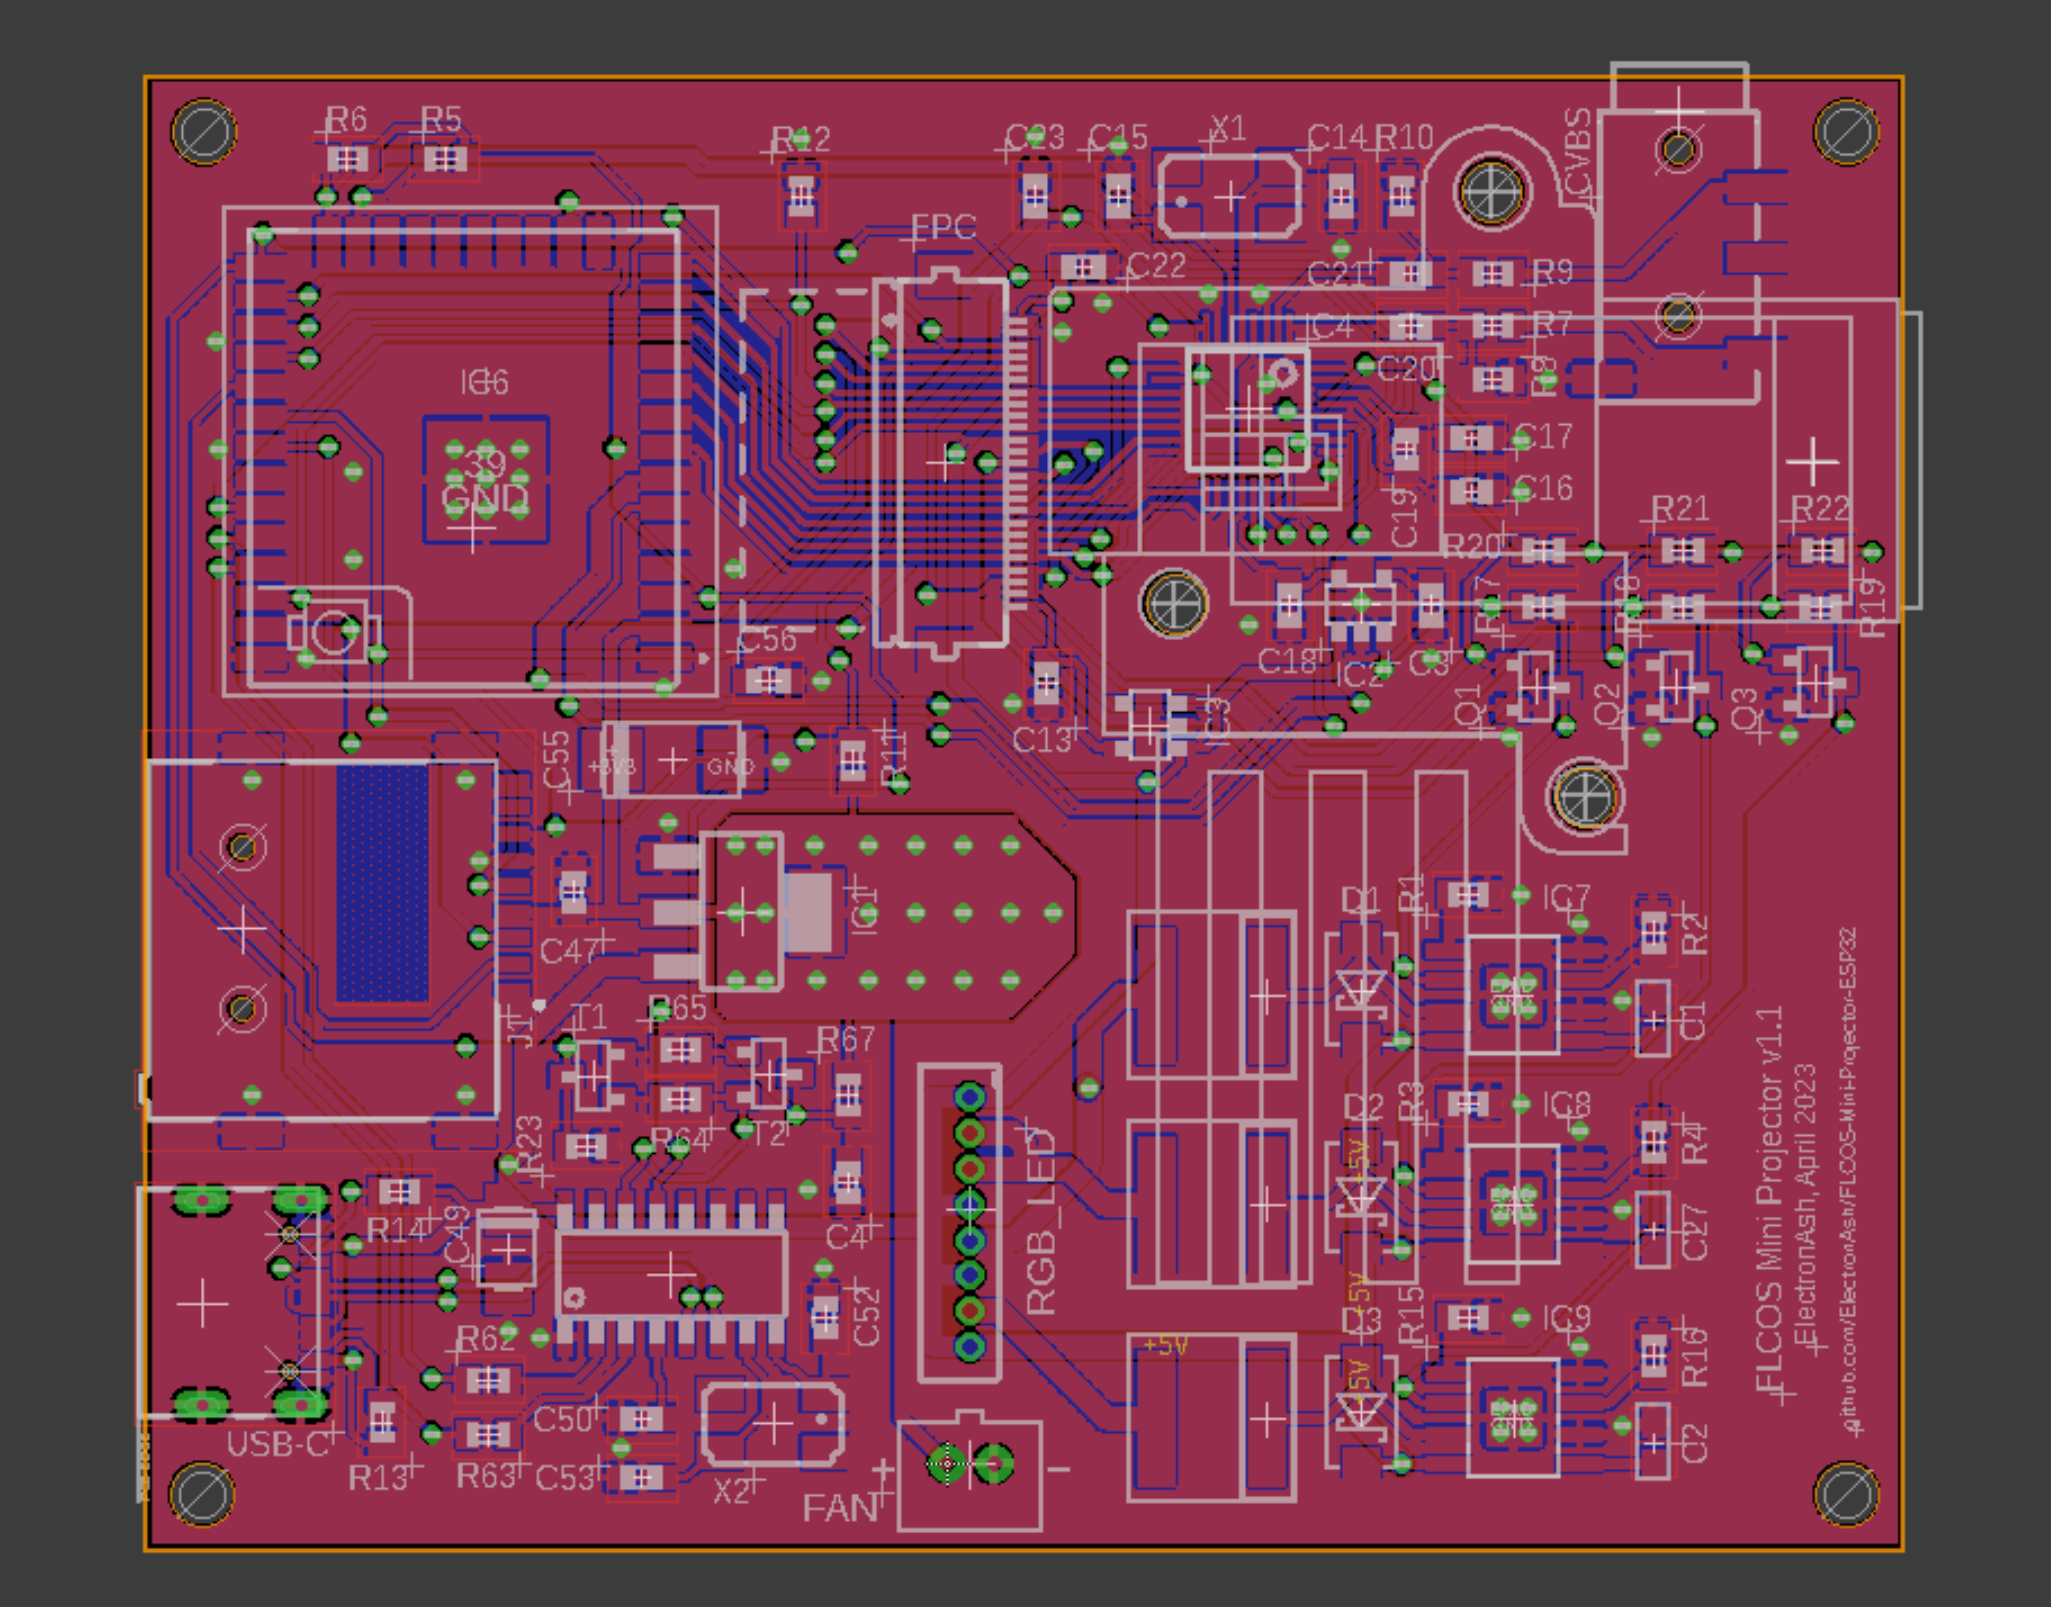 R6
R5
R12
C23
C15
X1
C14
R10
CVBS
FPC
C22
C21
R9
IC4
R7
C20
R8
IC6
39
GND
C17
C16
C19
R20
R21
R22
R17
R18
R19
C56
C18
IC2
C3
Q1
Q2
Q3
C13
C55
+3V3
GND
R11
IC1
C47
J1
T1
R65
R67
R64
T2
R23
D1
R1
IC7
R2
C1
D2
R3
IC8
R4
C27
+5V
+5V
D3
R15
IC9
R16
C2
+5V
+5V
RGB_LED
R14
C49
C4
C52
R62
USB-C
R13
R63
C50
C53
X2
FAN
+
-
FLCOS Mini Projector v1.1
ElectronAsh, April 2023
github.com/ElectronAsh/FLCOS-Mini-Projector-ESP32